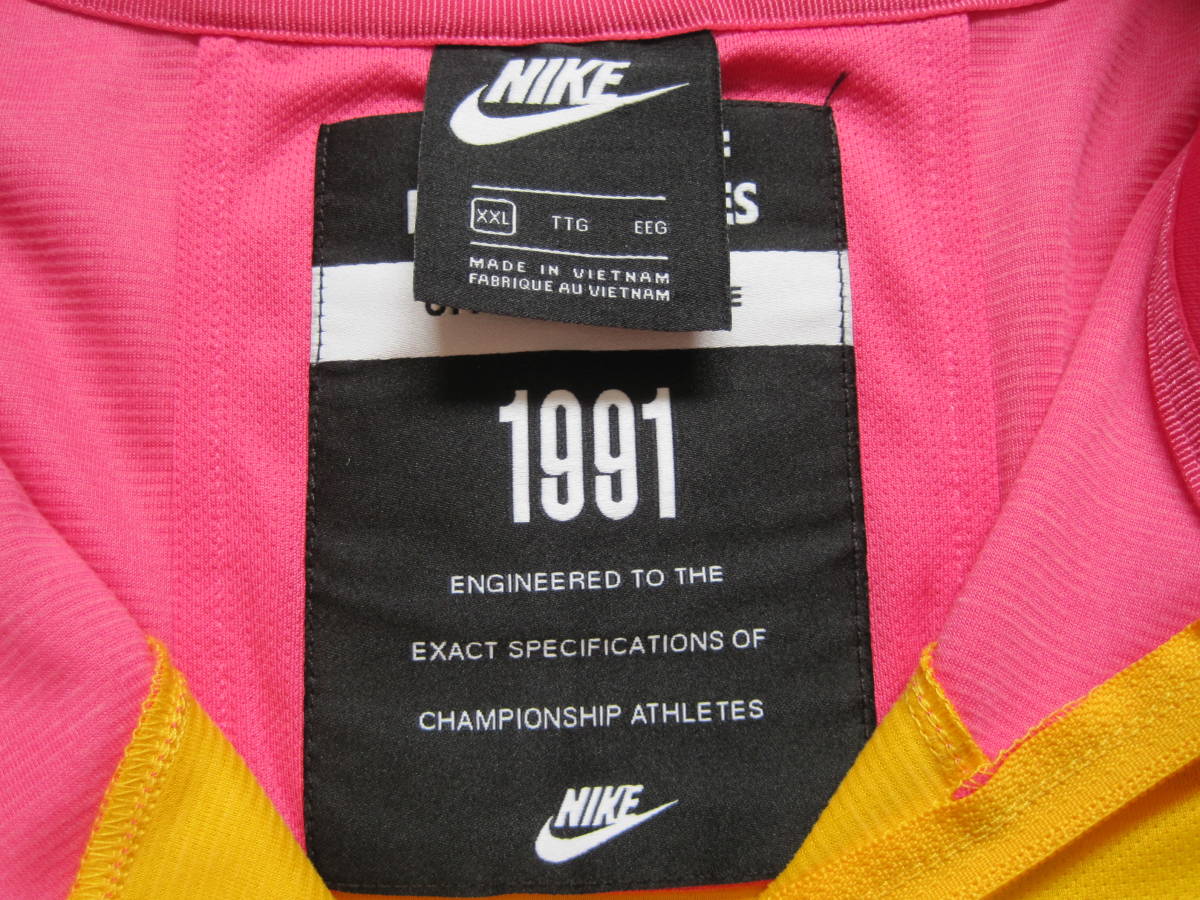 NIKE
XXL TTG EEG
MADE IN VIETNAM
FABRIQUE AU VIETNAM
1991
ENGINEERED TO THE
EXACT SPECIFICATIONS OF
CHAMPIONSHIP ATHLETES
NIKE